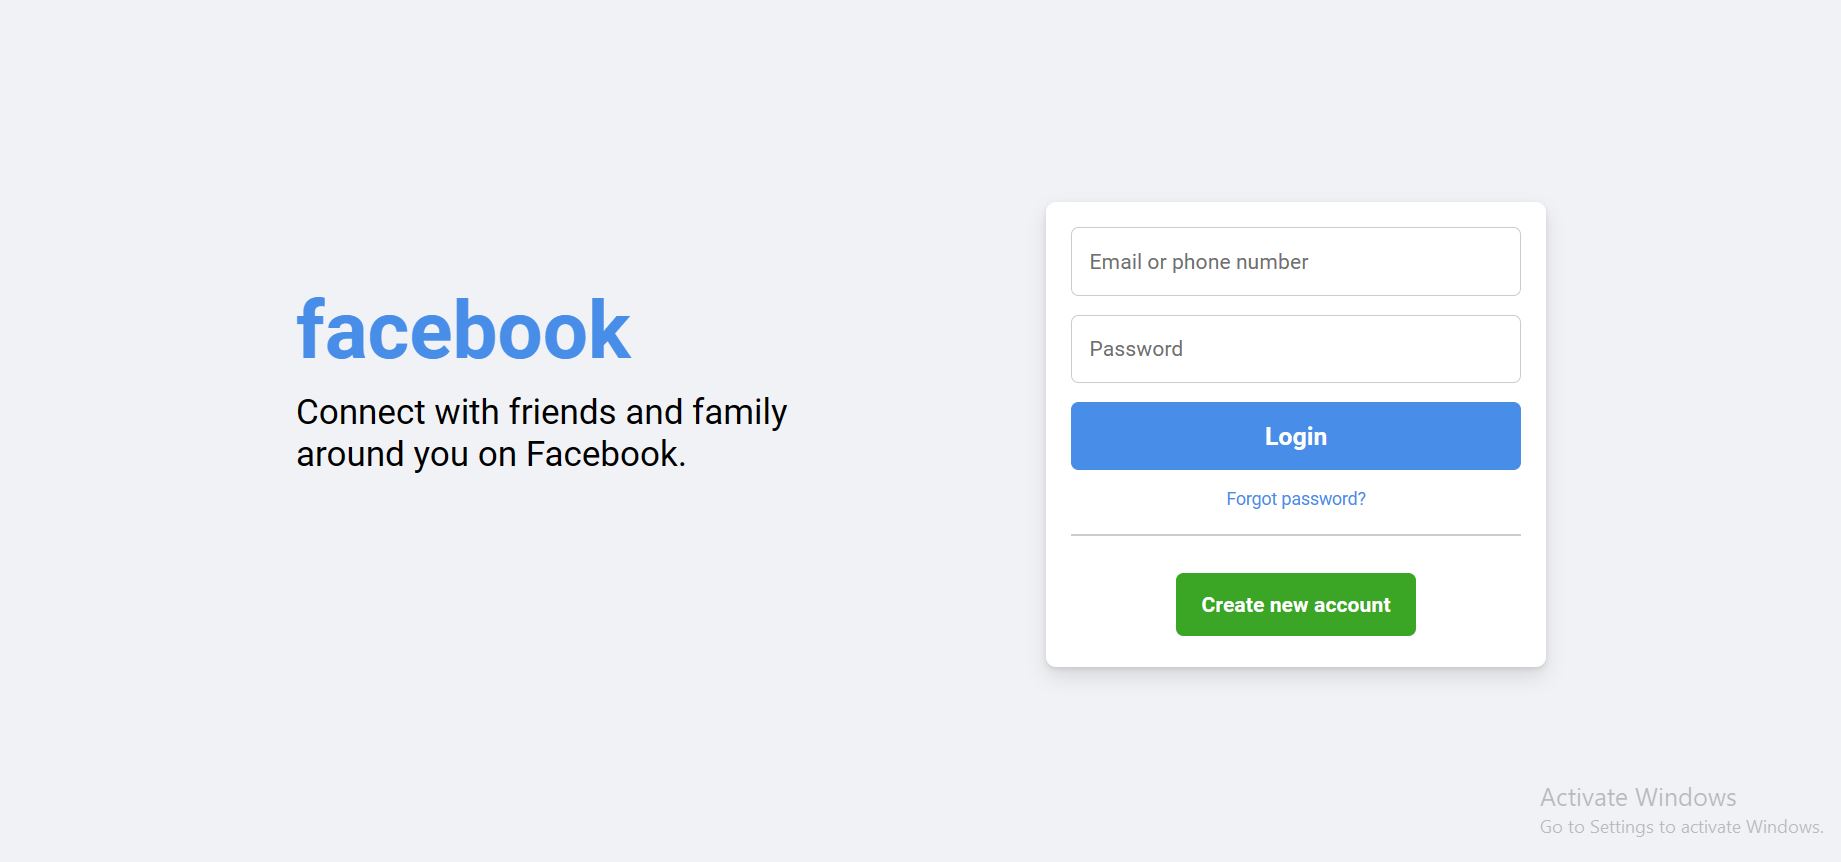 facebook
Connect with friends and family
around you on Facebook.
Email or phone number
Password
Login
Forgot password?
Create new account
Activate Windows
Go to Settings to activate Windows.